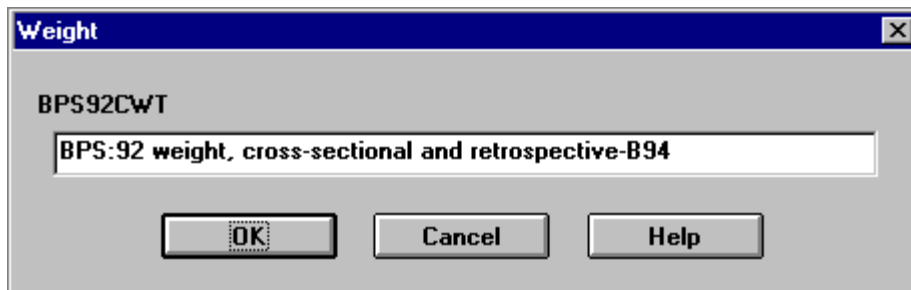 Weight
BPS92CWT
BPS:92 weight, cross-sectional and retrospective-B94
OK Cancel Help